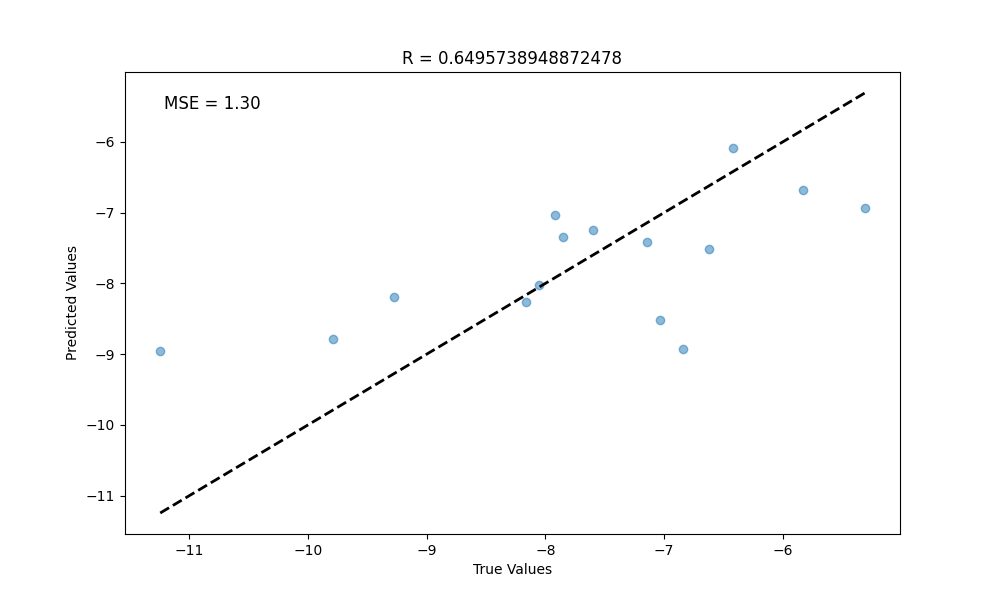 R = 0.6495738948872478
MSE = 1.30
−6
−7
−8
−9
−10
−11
Predicted Values
−11 −10 −9 −8 −7 −6
True Values